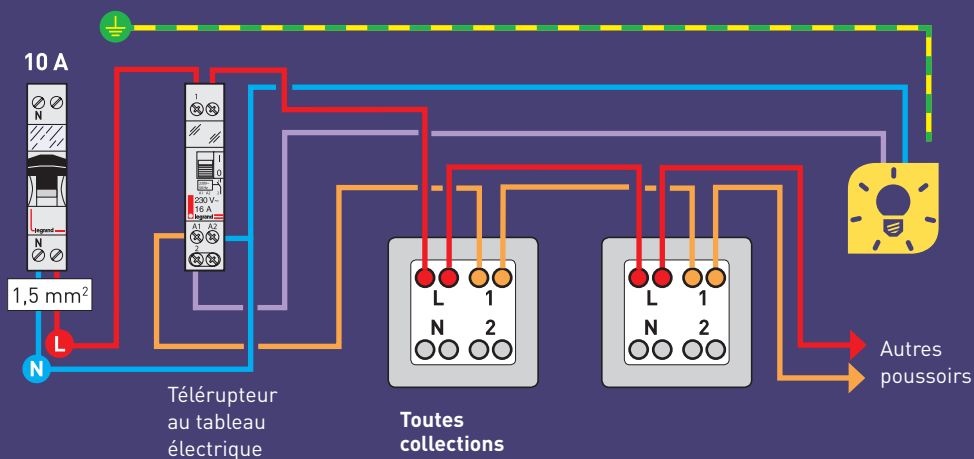 10 A
N
legrand
N
1,5 mm²
L
N
1
I
0
230 V~
16 A
legrand
A1 A2
2
Télérupteur
au tableau
électrique
L 1
N 2
Toutes
collections
L 1
N 2
Autres
poussoirs